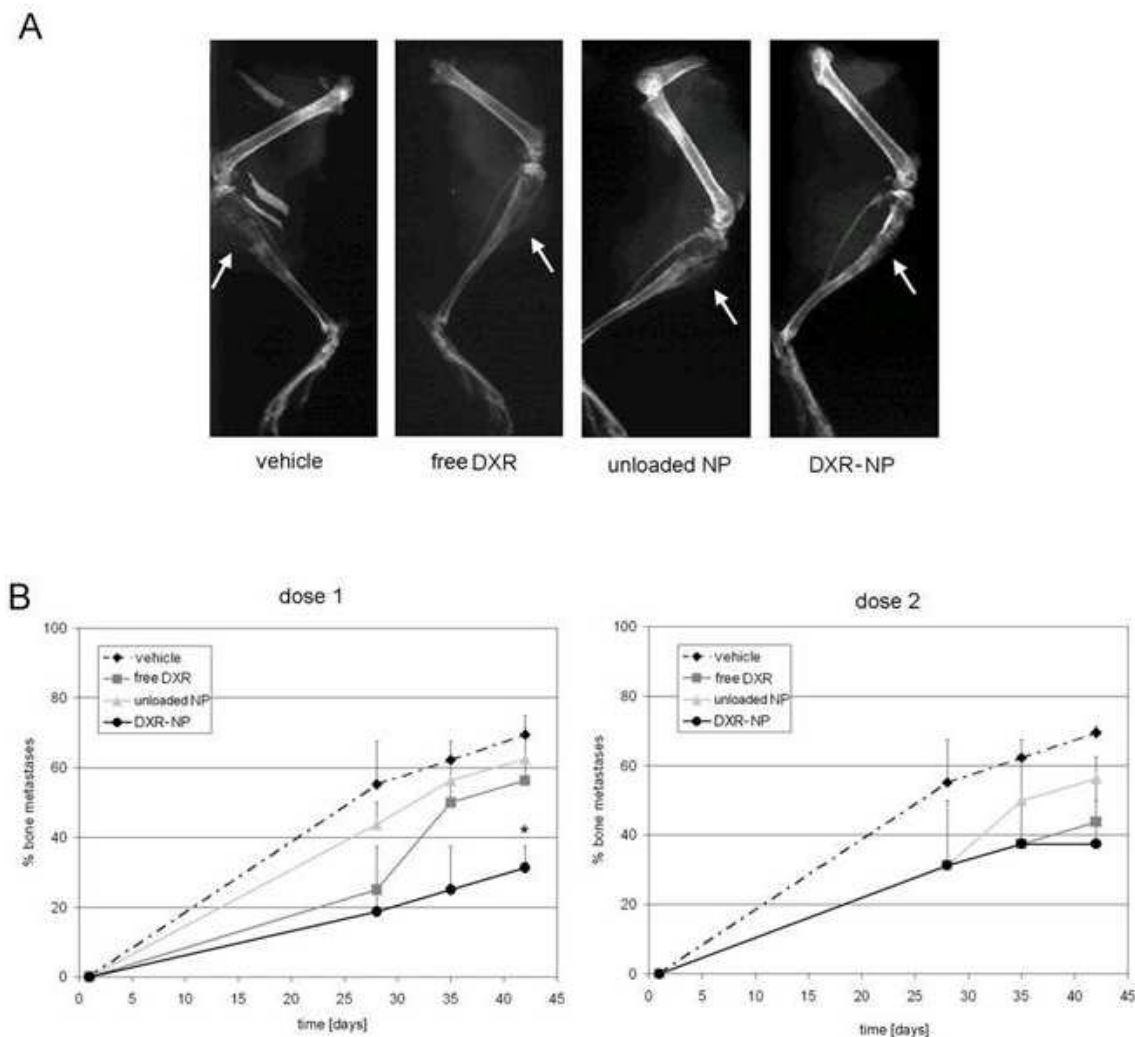 A
vehicle
free DXR
unloaded NP
DXR-NP
B
dose 1
% bone metastases
100
80
60
40
20
0
vehicle
free DXR
unloaded NP
DXR-NP
*
0 5 10 15 20 25 30 35 40 45
time [days]
dose 2
% bone metastases
100
80
60
40
20
0
vehicle
free DXR
unloaded NP
DXR-NP
0 5 10 15 20 25 30 35 40 45
time [days]